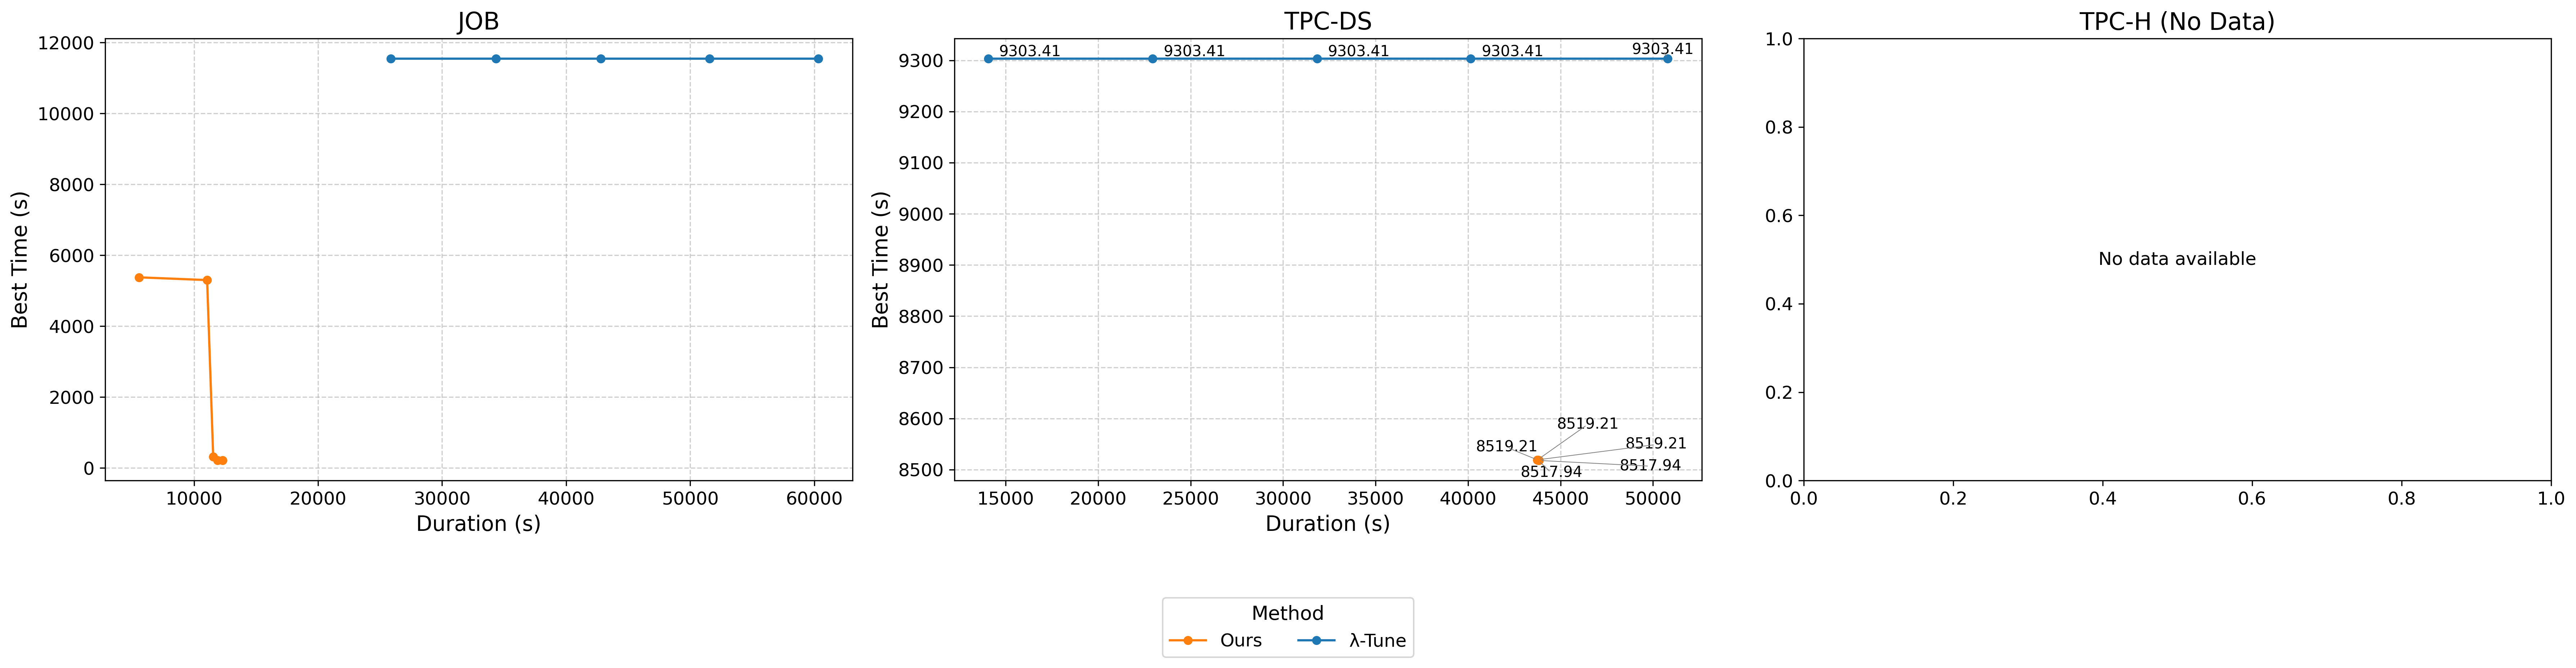 JOB
12000
10000
8000
6000
4000
2000
0
Best Time (s)
10000 20000 30000 40000 50000 60000
Duration (s)
TPC-DS
9300
9200
9100
9000
8900
8800
8700
8600
8500
Best Time (s)
9303.41 9303.41 9303.41 9303.41 9303.41
8519.21
8519.21 8519.21
8517.94
8517.94
15000 20000 25000 30000 35000 40000 45000 50000
Duration (s)
TPC-H (No Data)
1.0
0.8
0.6
0.4
0.2
0.0
No data available
0.0 0.2 0.4 0.6 0.8 1.0
Method
Ours λ-Tune